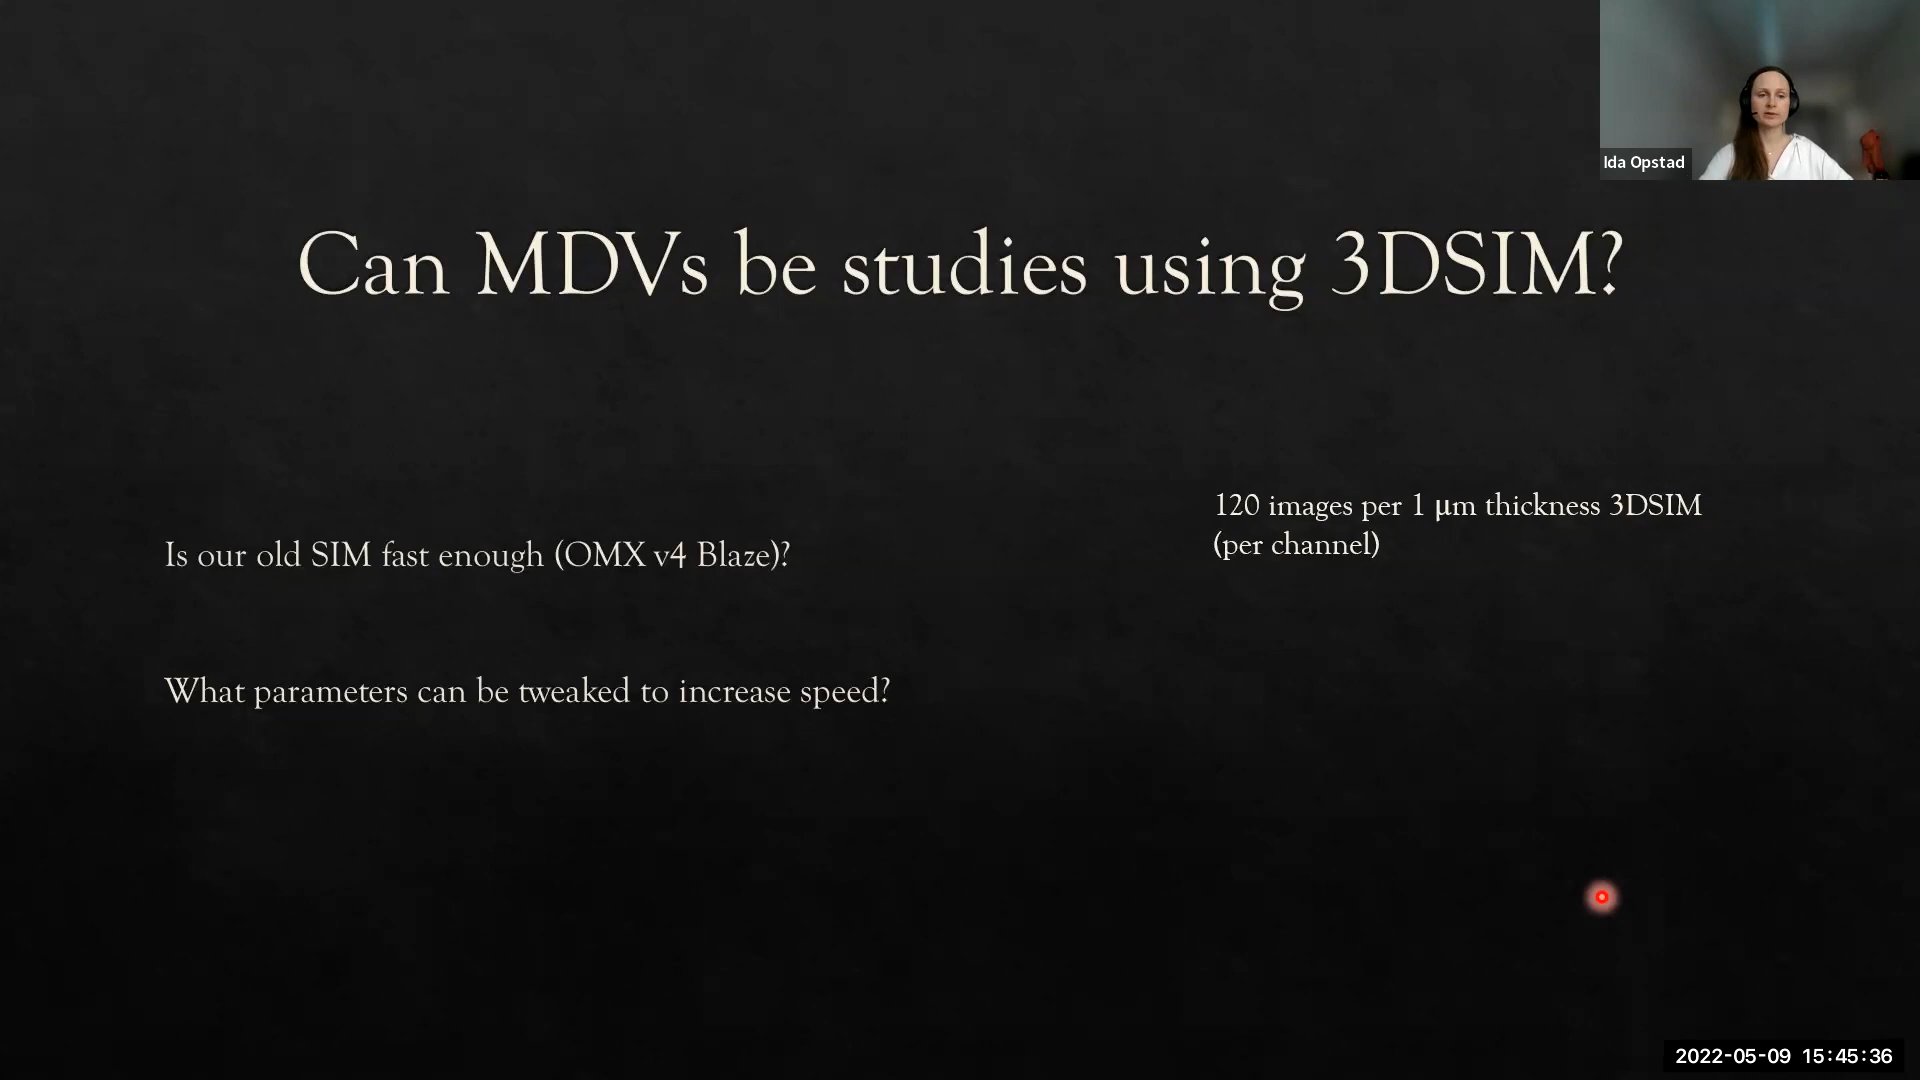 Ida Opstad
Can MDVs be studies using 3DSIM?
120 images per 1 µm thickness 3DSIM
(per channel)
Is our old SIM fast enough (OMX v4 Blaze)?
What parameters can be tweaked to increase speed?
2022-05-09 15:45:36